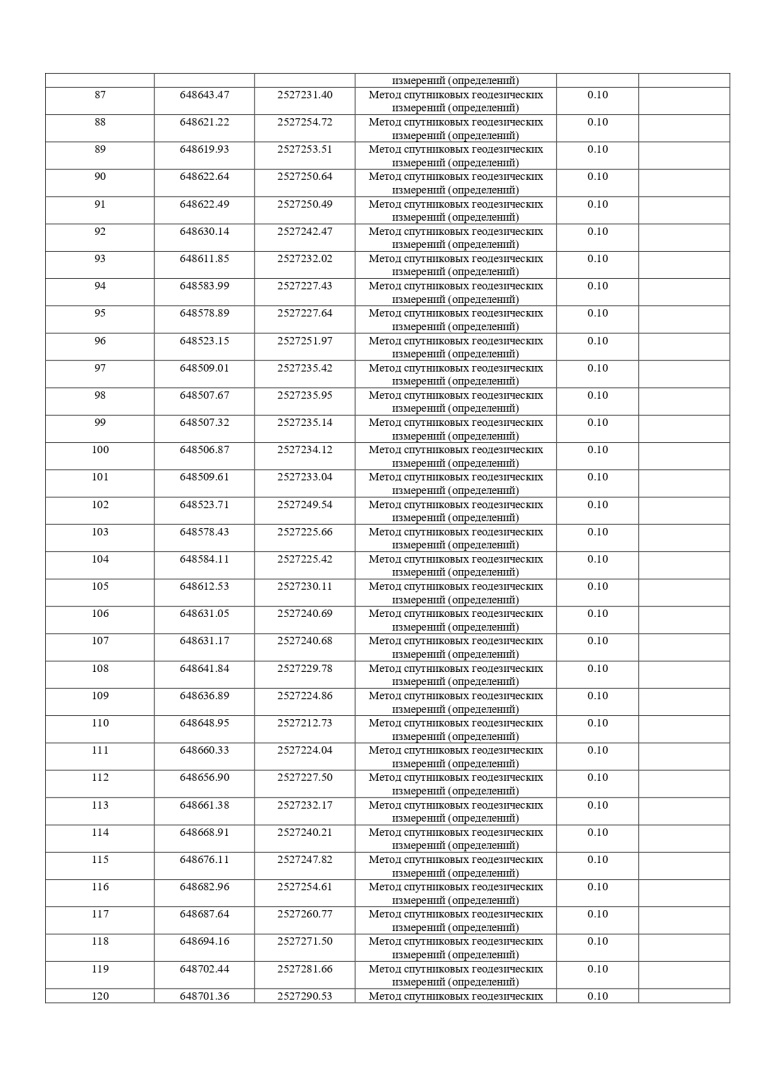 измерений (определений)
87 648643.47 2527231.40 Метод спутниковых геодезических 0.10
измерений (определений)
88 648621.22 2527254.72 Метод спутниковых геодезических 0.10
измерений (определений)
89 648619.93 2527253.51 Метод спутниковых геодезических 0.10
измерений (определений)
90 648622.64 2527250.64 Метод спутниковых геодезических 0.10
измерений (определений)
91 648622.49 2527250.49 Метод спутниковых геодезических 0.10
измерений (определений)
92 648630.14 2527242.47 Метод спутниковых геодезических 0.10
измерений (определений)
93 648611.85 2527232.02 Метод спутниковых геодезических 0.10
измерений (определений)
94 648583.99 2527227.43 Метод спутниковых геодезических 0.10
измерений (определений)
95 648578.89 2527227.64 Метод спутниковых геодезических 0.10
измерений (определений)
96 648523.15 2527251.97 Метод спутниковых геодезических 0.10
измерений (определений)
97 648509.01 2527235.42 Метод спутниковых геодезических 0.10
измерений (определений)
98 648507.67 2527235.95 Метод спутниковых геодезических 0.10
измерений (определений)
99 648507.32 2527235.14 Метод спутниковых геодезических 0.10
измерений (определений)
100 648506.87 2527234.12 Метод спутниковых геодезических 0.10
измерений (определений)
101 648509.61 2527233.04 Метод спутниковых геодезических 0.10
измерений (определений)
102 648523.71 2527249.54 Метод спутниковых геодезических 0.10
измерений (определений)
103 648578.43 2527225.66 Метод спутниковых геодезических 0.10
измерений (определений)
104 648584.11 2527225.42 Метод спутниковых геодезических 0.10
измерений (определений)
105 648612.53 2527230.11 Метод спутниковых геодезических 0.10
измерений (определений)
106 648631.05 2527240.69 Метод спутниковых геодезических 0.10
измерений (определений)
107 648631.17 2527240.68 Метод спутниковых геодезических 0.10
измерений (определений)
108 648641.84 2527229.78 Метод спутниковых геодезических 0.10
измерений (определений)
109 648636.89 2527224.86 Метод спутниковых геодезических 0.10
измерений (определений)
110 648648.95 2527212.73 Метод спутниковых геодезических 0.10
измерений (определений)
111 648660.33 2527224.04 Метод спутниковых геодезических 0.10
измерений (определений)
112 648656.90 2527227.50 Метод спутниковых геодезических 0.10
измерений (определений)
113 648661.38 2527232.17 Метод спутниковых геодезических 0.10
измерений (определений)
114 648668.91 2527240.21 Метод спутниковых геодезических 0.10
измерений (определений)
115 648676.11 2527247.82 Метод спутниковых геодезических 0.10
измерений (определений)
116 648682.96 2527254.61 Метод спутниковых геодезических 0.10
измерений (определений)
117 648687.64 2527260.77 Метод спутниковых геодезических 0.10
измерений (определений)
118 648694.16 2527271.50 Метод спутниковых геодезических 0.10
измерений (определений)
119 648702.44 2527281.66 Метод спутниковых геодезических 0.10
измерений (определений)
120 648701.36 2527290.53 Метод спутниковых геодезических 0.10